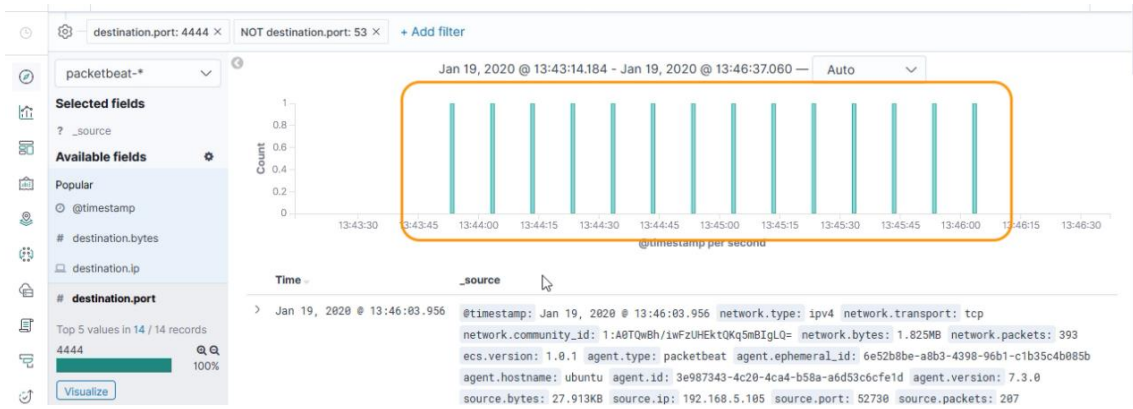 destination.port: 4444 ×
NOT destination.port: 53 ×
+ Add filter
packetbeat-*
Selected fields
? _source
Available fields
Popular
@timestamp
# destination.bytes
destination.ip
# destination.port
Top 5 values in 14 / 14 records
4444
100%
Visualize
Jan 19, 2020 @ 13:43:14.184 - Jan 19, 2020 @ 13:46:37.060 — Auto
Count
1
0.8
0.6
0.4
0.2
0
13:43:30 13:43:45 13:44:00 13:44:15 13:44:30 13:44:45 13:45:00 13:45:15 13:45:30 13:45:45 13:46:00 13:46:15 13:46:30
@timestamp per second
Time _source
Jan 19, 2020 @ 13:46:03.956 @timestamp: Jan 19, 2020 @ 13:46:03.956 network.type: ipv4 network.transport: tcp
network.community_id: 1:A0TQwBh/iwFzUHEktQKq5mBIgLQ= network.bytes: 1.825MB network.packets: 393
ecs.version: 1.0.1 agent.type: packetbeat agent.ephemeral_id: 6e52b8be-a8b3-4398-96b1-c1b35c4b085b
agent.hostname: ubuntu agent.id: 3e987343-4c20-4ca4-b58a-a6d53c6cfe1d agent.version: 7.3.0
source.bytes: 27.913KB source.ip: 192.168.5.105 source.port: 52730 source.packets: 207